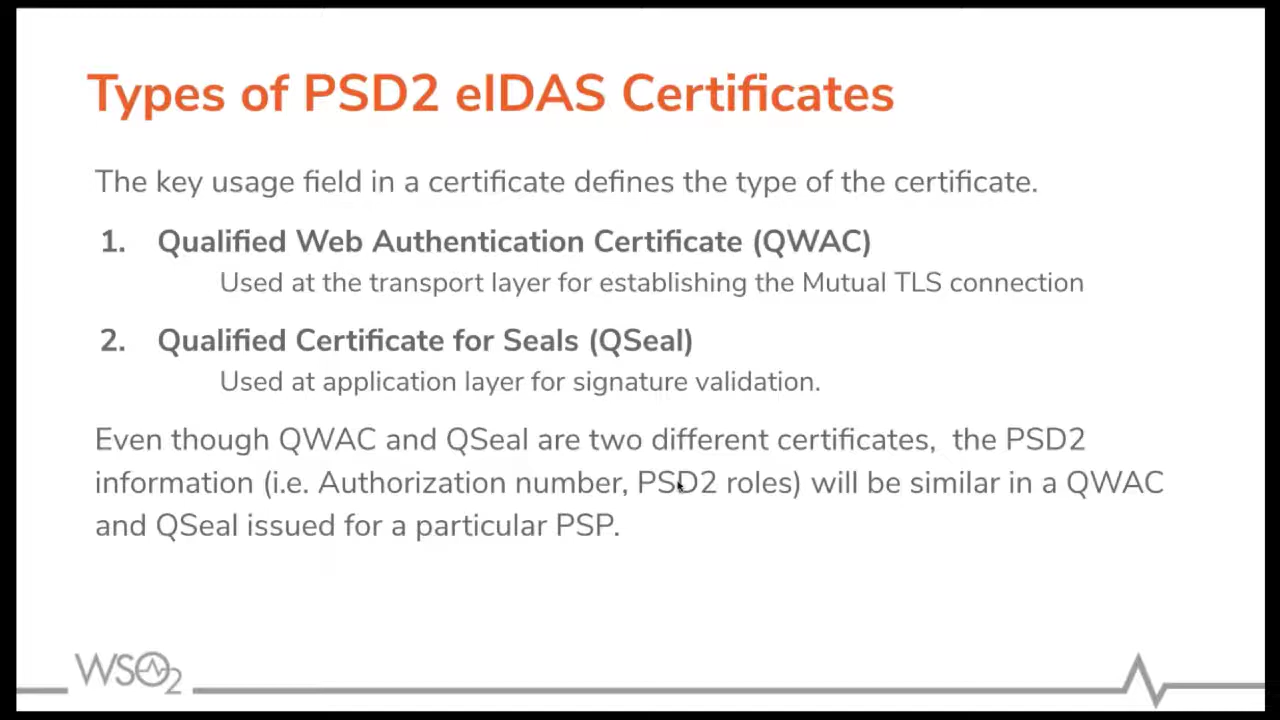 Types of PSD2 eIDAS Certificates
The key usage field in a certificate defines the type of the certificate.
1. Qualified Web Authentication Certificate (QWAC)
Used at the transport layer for establishing the Mutual TLS connection
2. Qualified Certificate for Seals (QSeal)
Used at application layer for signature validation.
Even though QWAC and QSeal are two different certificates, the PSD2
information (i.e. Authorization number, PSD2 roles) will be similar in a QWAC
and QSeal issued for a particular PSP.
WSO2